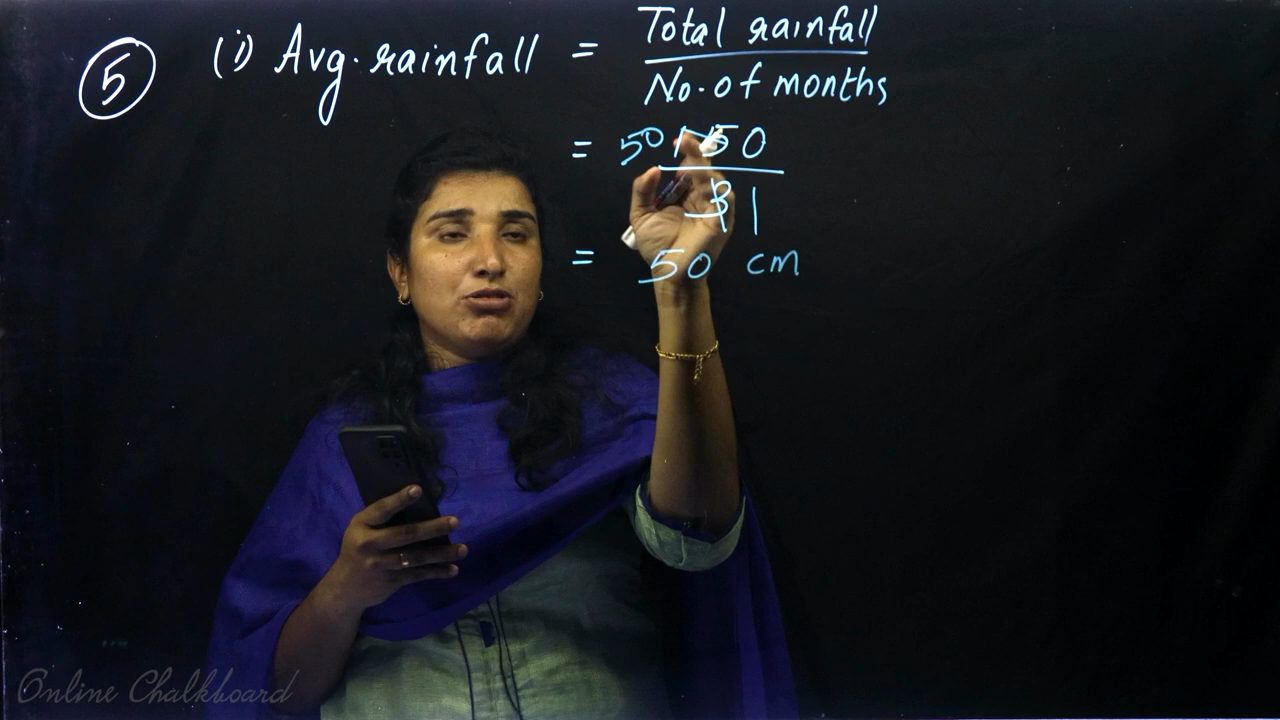 5 (i) Avg. rainfall = Total rainfall
No. of months
= 50 150
3 1
= 50 cm
Online Chalkboard